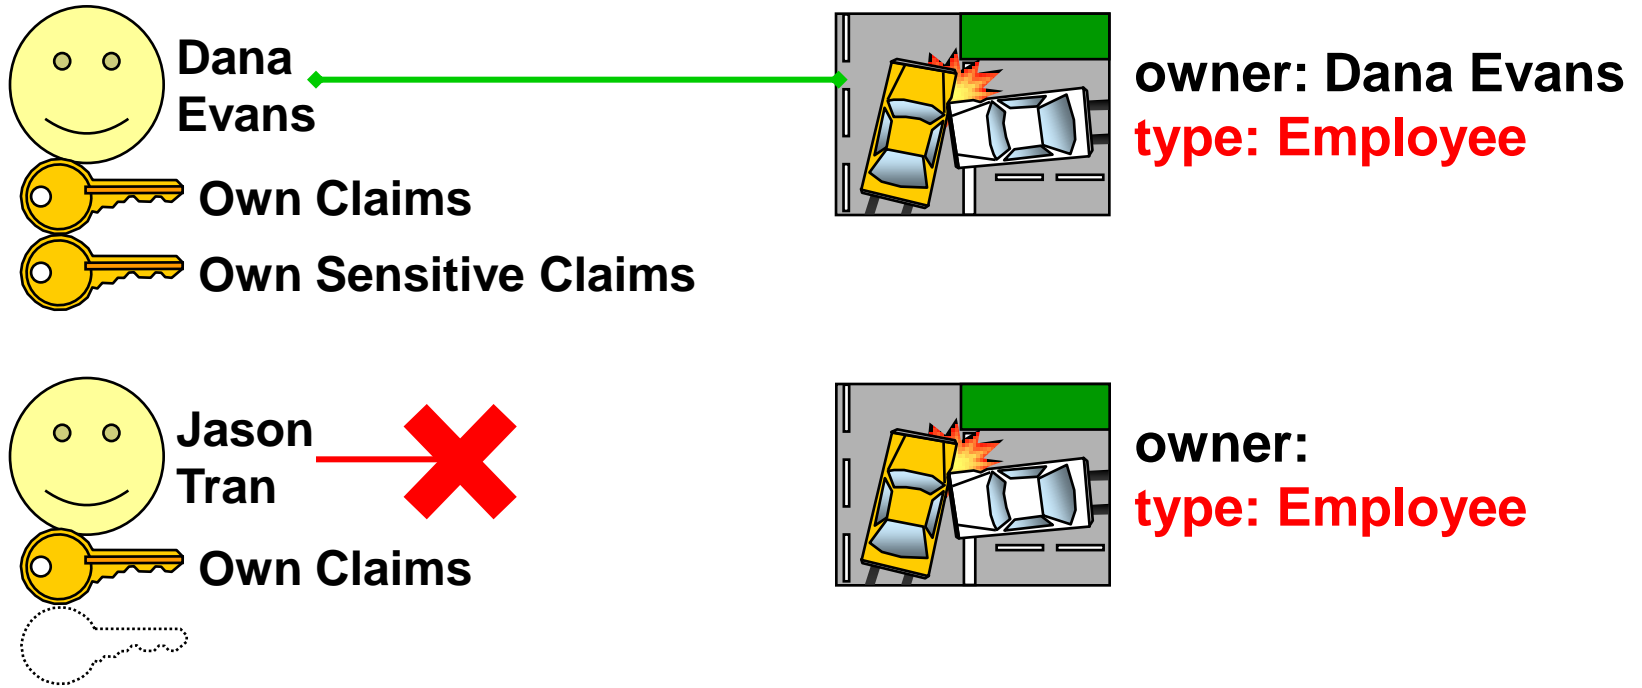 Dana
Evans
owner: Dana Evans
type: Employee
Own Claims
Own Sensitive Claims
Jason
Tran
owner:
type: Employee
Own Claims